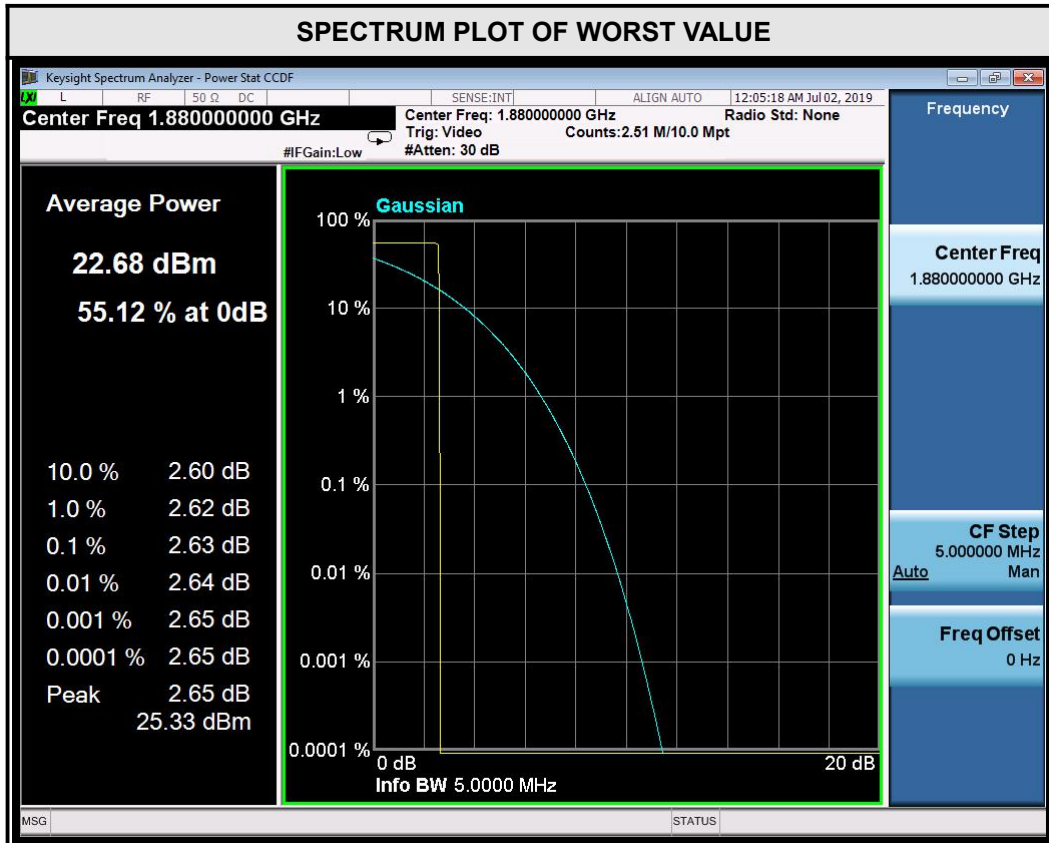 SPECTRUM PLOT OF WORST VALUE
Keysight Spectrum Analyzer - Power Stat CCDF
LXI L RF 50 Ω DC SENSE:INT ALIGN AUTO 12:05:18 AM Jul 02, 2019
Center Freq 1.880000000 GHz
Center Freq: 1.880000000 GHz Radio Std: None
Trig: Video Counts:2.51 M/10.0 Mpt
#IFGain:Low #Atten: 30 dB
Frequency
Average Power
22.68 dBm
55.12 % at 0dB
10.0 % 2.60 dB
1.0 % 2.62 dB
0.1 % 2.63 dB
0.01 % 2.64 dB
0.001 % 2.65 dB
0.0001 % 2.65 dB
Peak 2.65 dB
25.33 dBm
Gaussian
100 %
10 %
1 %
0.1 %
0.01 %
0.001 %
0.0001 %
0 dB 20 dB
Info BW 5.0000 MHz
Center Freq
1.880000000 GHz
CF Step
5.000000 MHz
Auto Man
Freq Offset
0 Hz
MSG STATUS